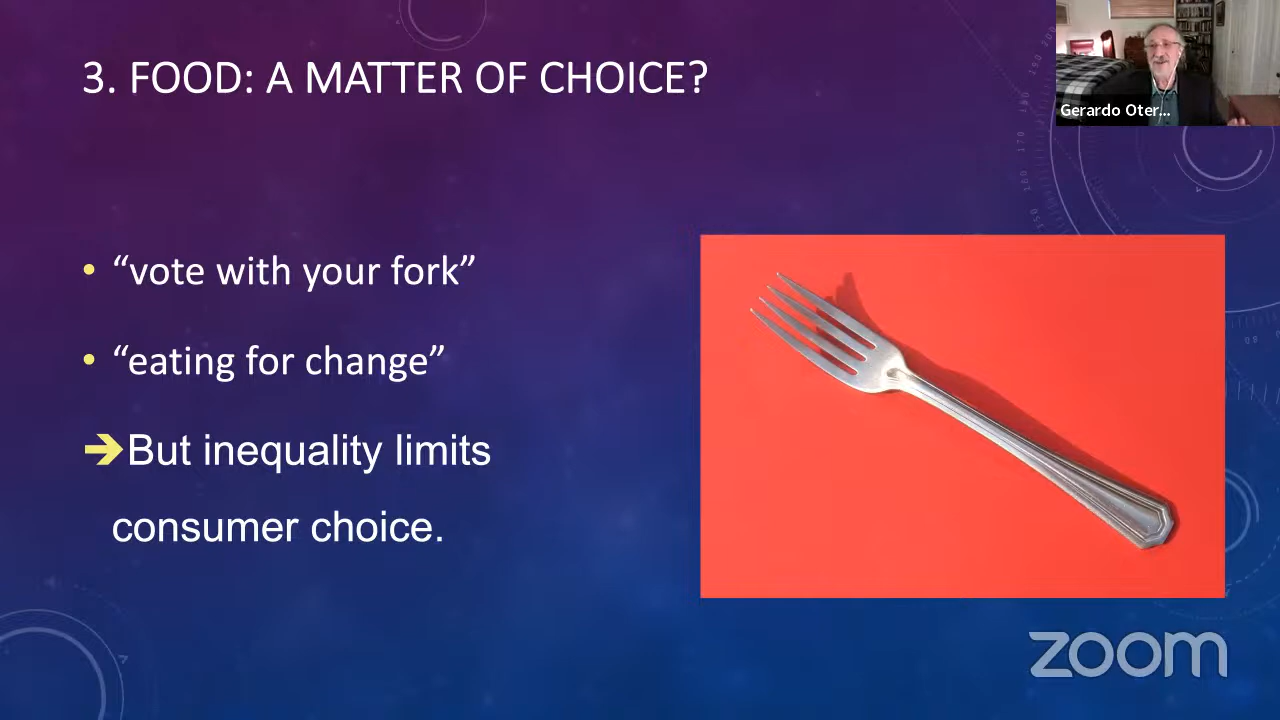 3. FOOD: A MATTER OF CHOICE?
Gerardo Oter...
• “vote with your fork”
• “eating for change”
➔But inequality limits
consumer choice.
zoom